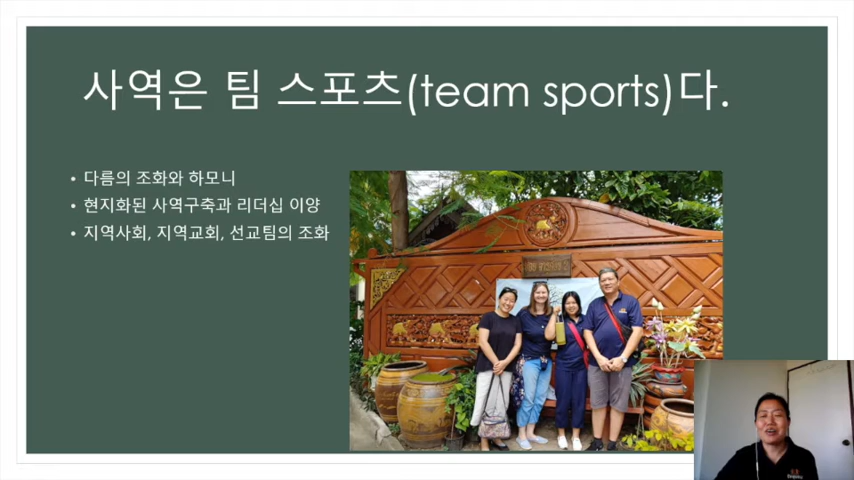 사역은 팀 스포츠(team sports)다.
• 다름의 조화와 하모니
• 현지화된 사역구축과 리더십 이양
• 지역사회, 지역교회, 선교팀의 조화